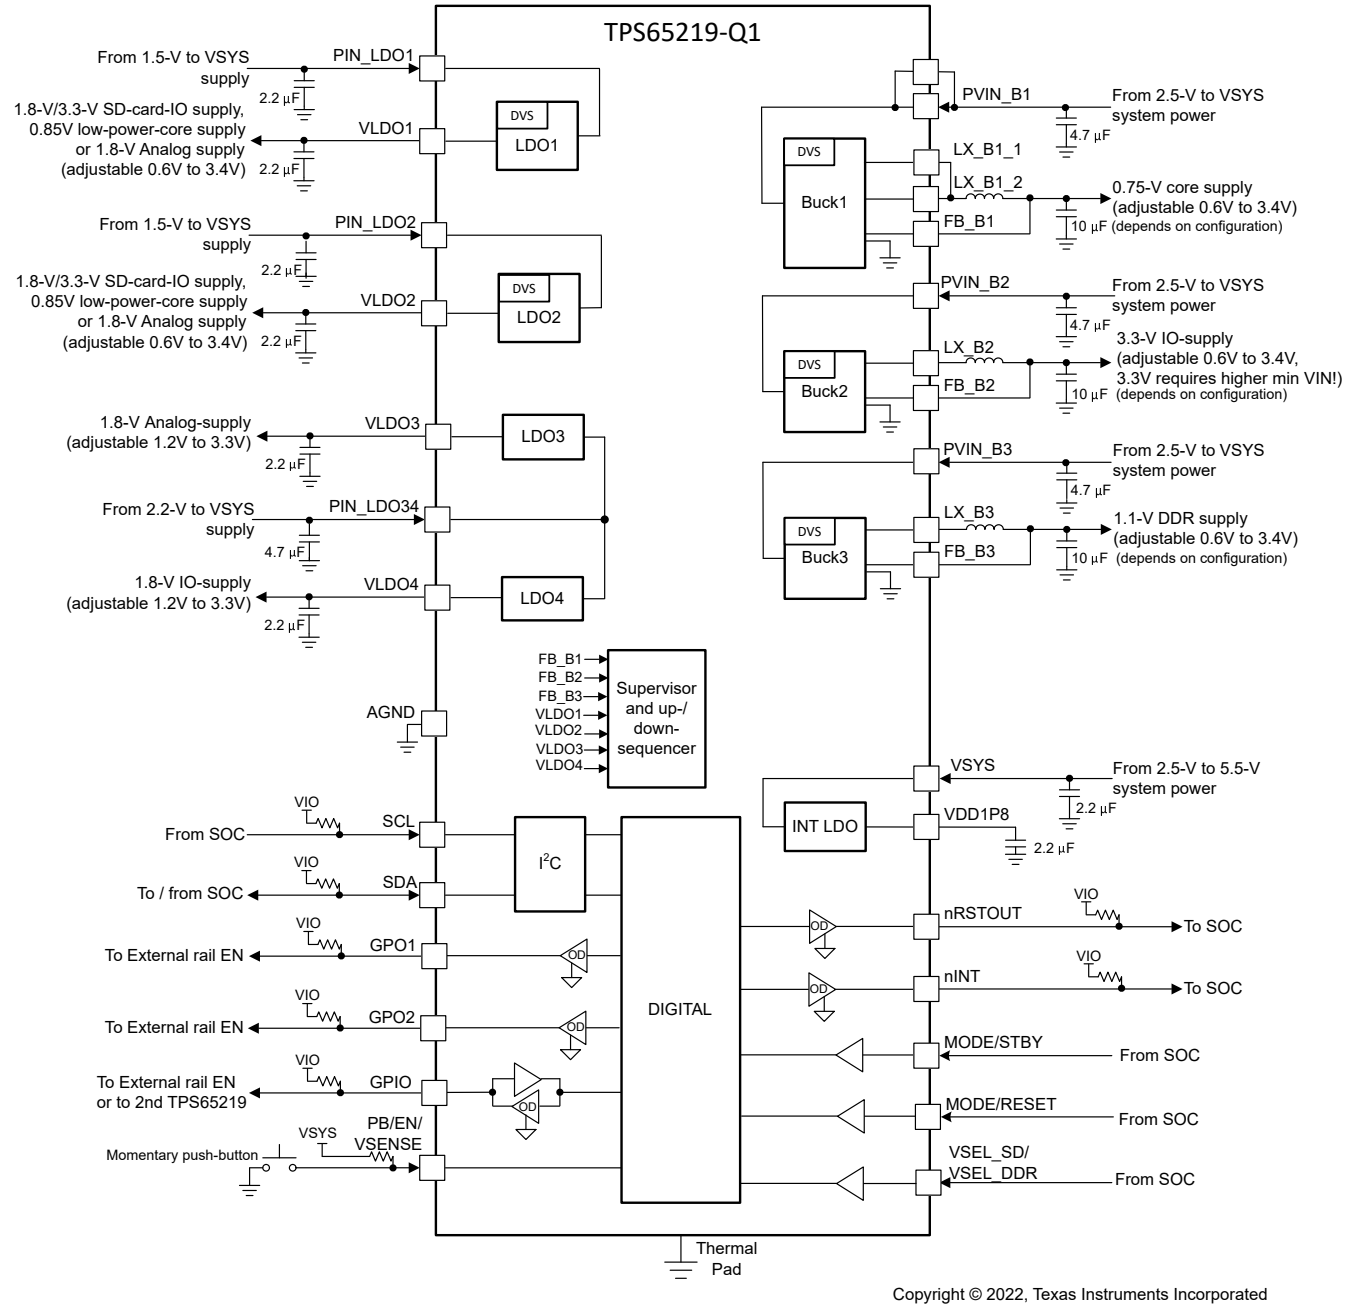 TPS65219-Q1
From 1.5-V to VSYS
supply
PIN_LDO1
2.2 μF
1.8-V/3.3-V SD-card-IO supply,
0.85V low-power-core supply
or 1.8-V Analog supply
(adjustable 0.6V to 3.4V)
VLDO1
2.2 μF
DVS
LDO1
From 1.5-V to VSYS
supply
PIN_LDO2
2.2 μF
1.8-V/3.3-V SD-card-IO supply,
0.85V low-power-core supply
or 1.8-V Analog supply
(adjustable 0.6V to 3.4V)
VLDO2
2.2 μF
DVS
LDO2
1.8-V Analog-supply
(adjustable 1.2V to 3.3V)
VLDO3
2.2 μF
LDO3
From 2.2-V to VSYS
supply
PIN_LDO34
4.7 μF
1.8-V IO-supply
(adjustable 1.2V to 3.3V)
VLDO4
2.2 μF
LDO4
PVIN_B1
From 2.5-V to VSYS
system power
4.7 μF
DVS
Buck1
LX_B1_1
LX_B1_2
FB_B1
0.75-V core supply
(adjustable 0.6V to 3.4V)
10 μF (depends on configuration)
PVIN_B2
From 2.5-V to VSYS
system power
4.7 μF
DVS
Buck2
LX_B2
FB_B2
3.3-V IO-supply
(adjustable 0.6V to 3.4V,
3.3V requires higher min VIN!)
10 μF (depends on configuration)
PVIN_B3
From 2.5-V to VSYS
system power
4.7 μF
DVS
Buck3
LX_B3
FB_B3
1.1-V DDR supply
(adjustable 0.6V to 3.4V)
10 μF (depends on configuration)
FB_B1
FB_B2
FB_B3
VLDO1
VLDO2
VLDO3
VLDO4
Supervisor
and up-/
down-
sequencer
AGND
VSYS
From 2.5-V to 5.5-V
system power
2.2 μF
INT LDO
VDD1P8
2.2 μF
From SOC
VIO
SCL
To / from SOC
VIO
SDA
I²C
To External rail EN
VIO
GPO1
OD
To External rail EN
VIO
GPO2
OD
To External rail EN
or to 2nd TPS65219
VIO
GPIO
OD
Momentary push-button
VSYS
PB/EN/
VSENSE
DIGITAL
OD
nRSTOUT
VIO
To SOC
OD
nINT
VIO
To SOC
MODE/STBY
From SOC
MODE/RESET
From SOC
VSEL_SD/
VSEL_DDR
From SOC
Thermal
Pad
Copyright © 2022, Texas Instruments Incorporated